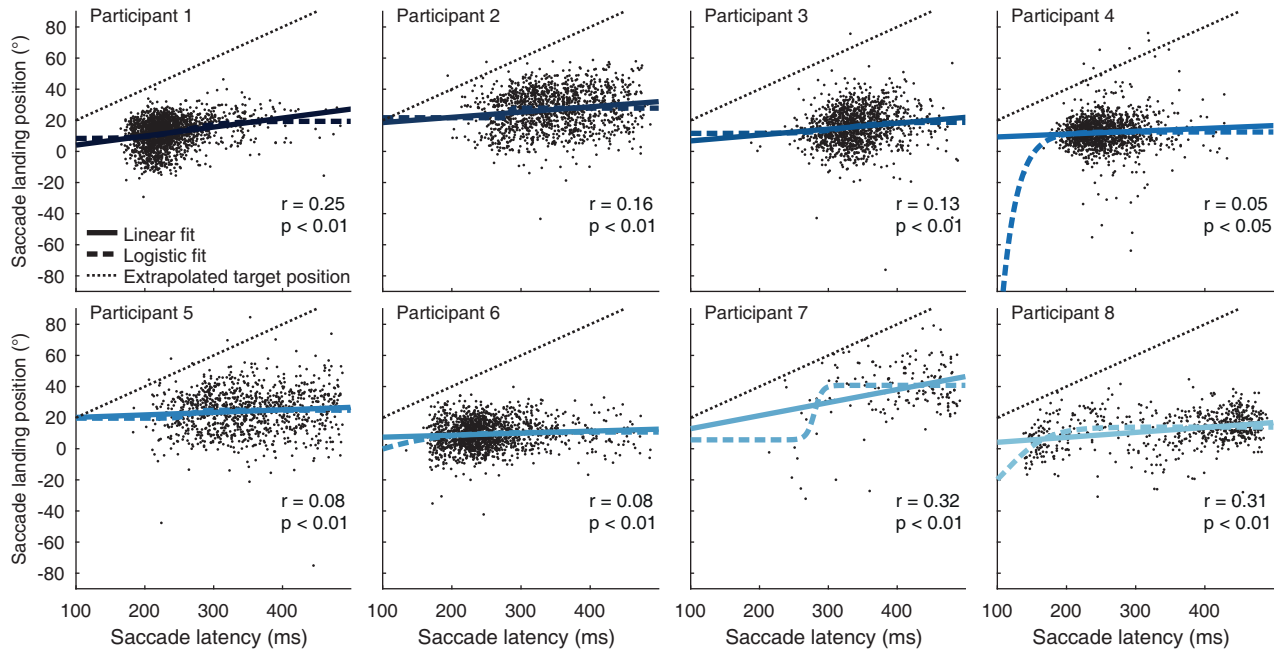 Participant 1
Participant 2
Participant 3
Participant 4
Saccade landing position (°)
80
60
40
20
0
-20
-40
-60
-80
r = 0.25
p < 0.01
Linear fit
Logistic fit
Extrapolated target position
r = 0.16
p < 0.01
r = 0.13
p < 0.01
r = 0.05
p < 0.05
Participant 5
Participant 6
Participant 7
Participant 8
Saccade landing position (°)
80
60
40
20
0
-20
-40
-60
-80
r = 0.08
p < 0.01
r = 0.08
p < 0.01
r = 0.32
p < 0.01
r = 0.31
p < 0.01
100 200 300 400
100 200 300 400
100 200 300 400
100 200 300 400
Saccade latency (ms)
Saccade latency (ms)
Saccade latency (ms)
Saccade latency (ms)